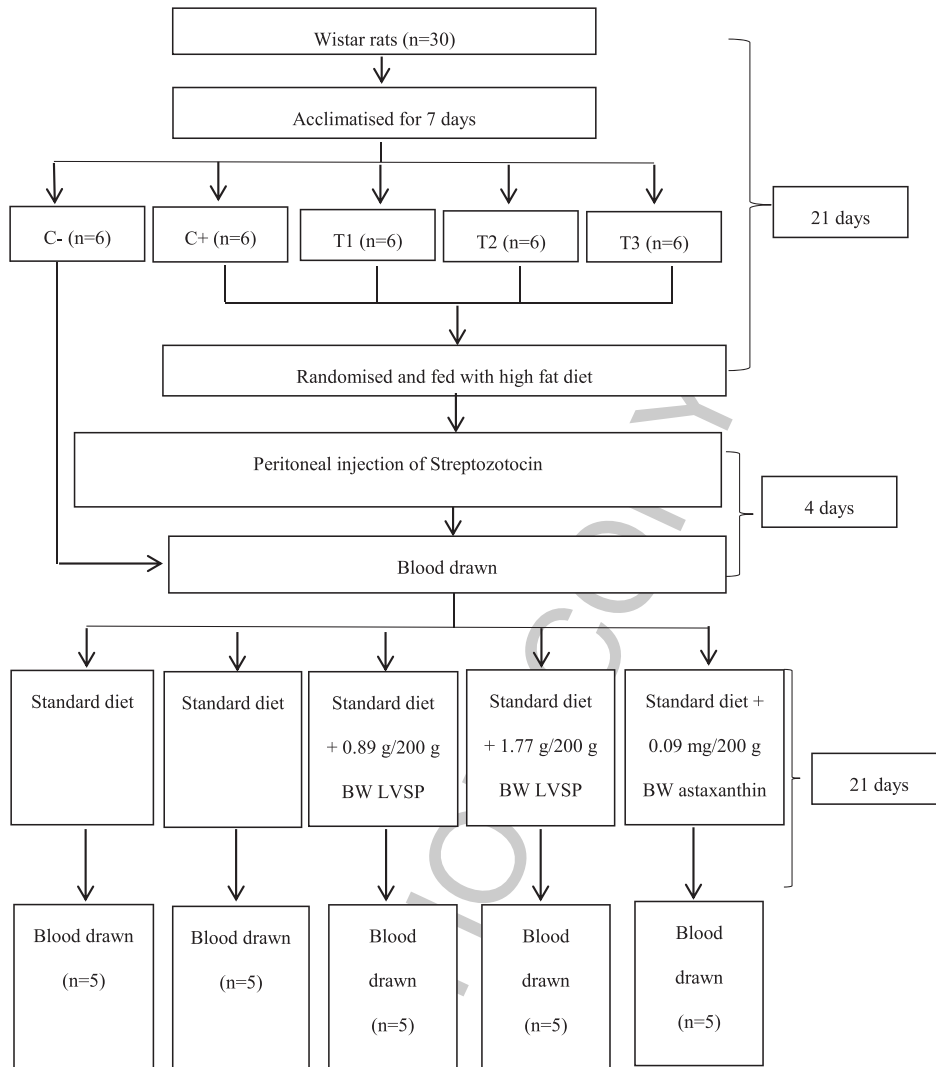 Wistar rats (n=30)
Acclimatised for 7 days
C- (n=6)
C+ (n=6)
T1 (n=6)
T2 (n=6)
T3 (n=6)
21 days
Randomised and fed with high fat diet
Peritoneal injection of Streptozotocin
4 days
Blood drawn
Standard diet
Standard diet
Standard diet
+ 0.89 g/200 g
BW LVSP
Standard diet
+ 1.77 g/200 g
BW LVSP
Standard diet +
0.09 mg/200 g
BW astaxanthin
21 days
Blood drawn
(n=5)
Blood drawn
(n=5)
Blood
drawn
(n=5)
Blood
drawn
(n=5)
Blood
drawn
(n=5)